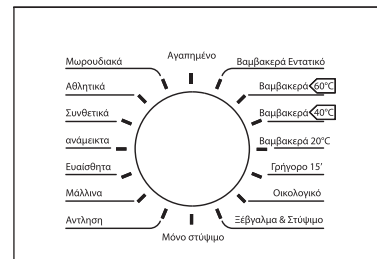 Αγαπημένο
Μωρουδιακά
Βαμβακερά Εντατικό
Αθλητικά
Βαμβακερά 60°C
Συνθετικά
Βαμβακερά 40°C
ανάμεικτα
Βαμβακερά 20°C
Ευαίσθητα
Γρήγορο 15'
Μάλλινα
Οικολογικό
Αντληση
Ξέβγαλμα & Στύψιμο
Μόνο στύψιμο